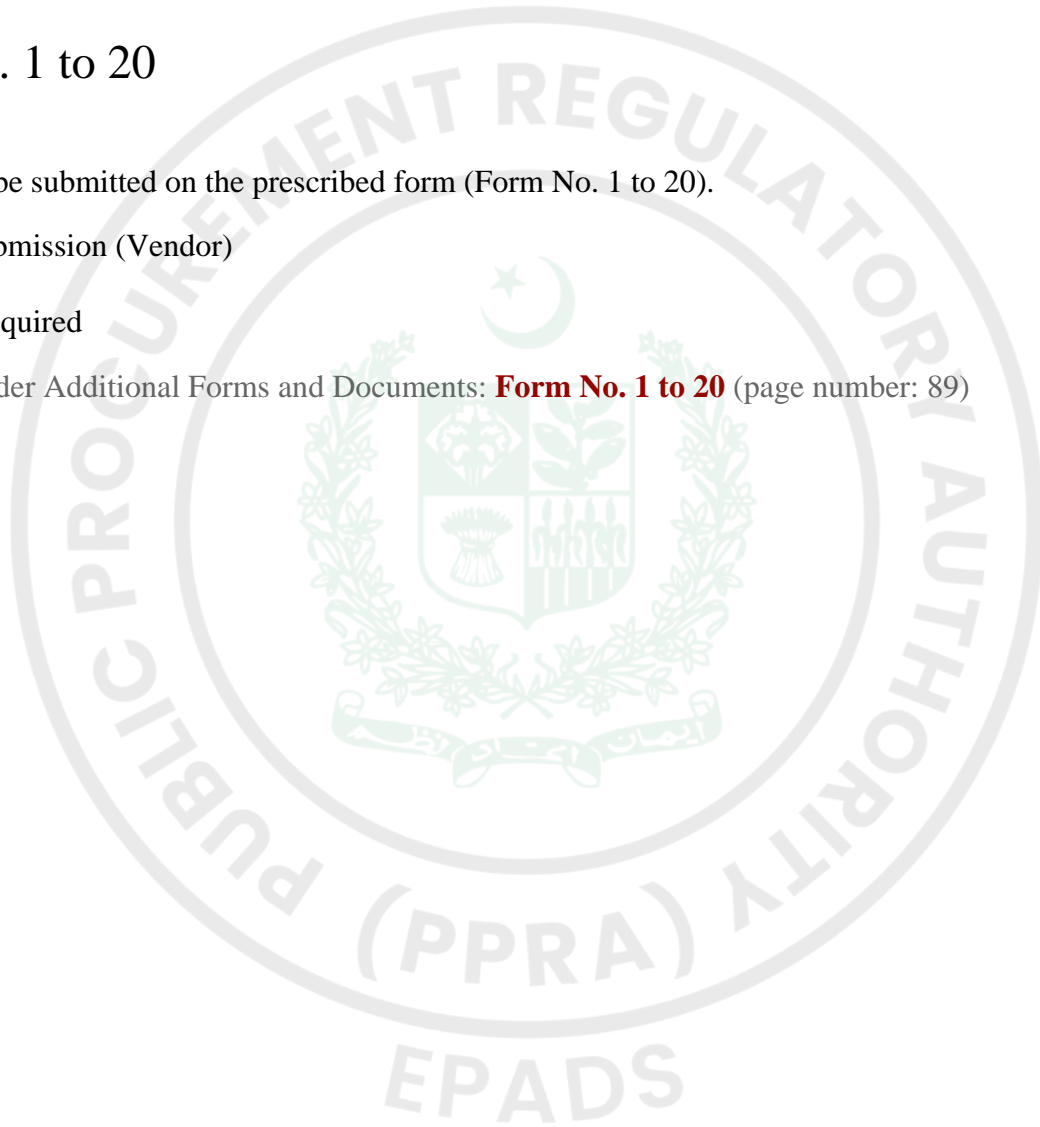 . 1 to 20
be submitted on the prescribed form (Form No. 1 to 20).
omission (Vendor)
quired
der Additional Forms and Documents: Form No. 1 to 20 (page number: 89)
PUBLIC PROCUREMENT REGULATORY AUTHORITY
(PPRA)
EPADS